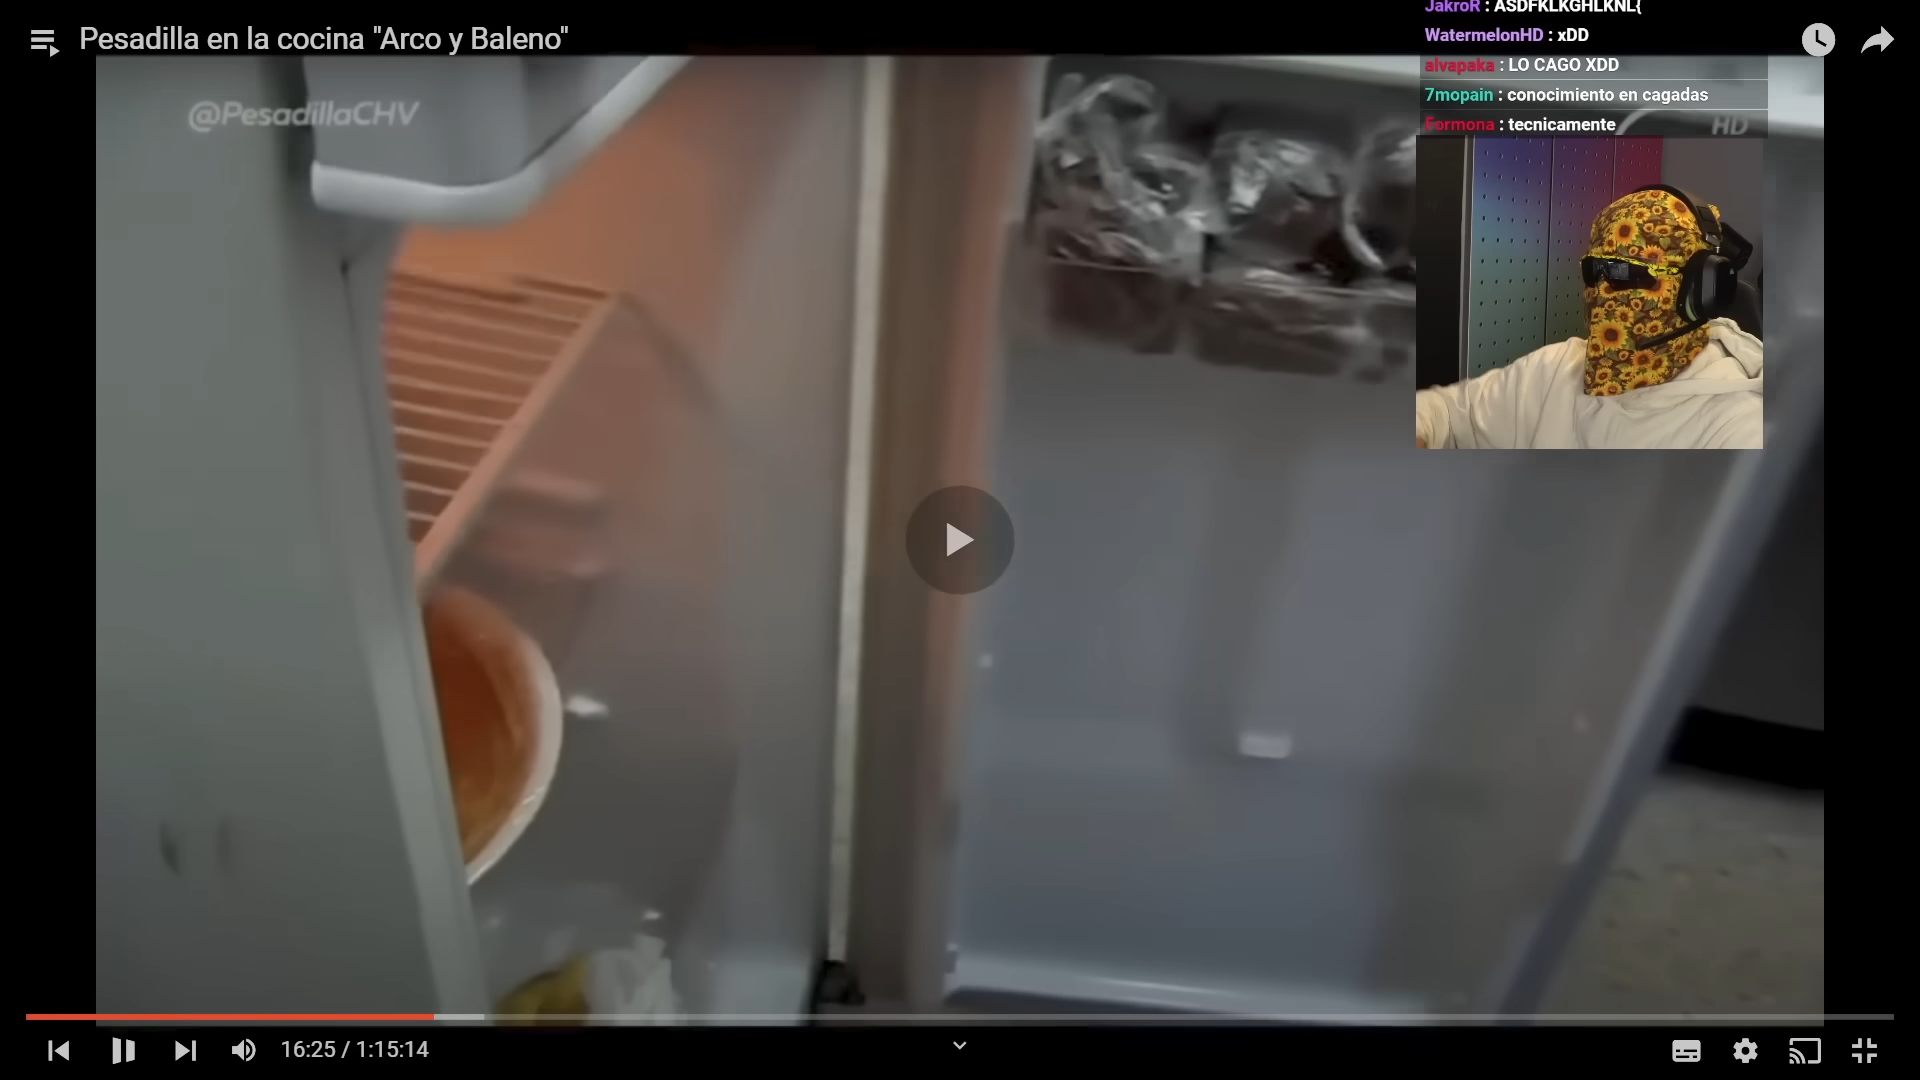 Pesadilla en la cocina "Arco y Baleno"
JakroR : ASDFKLKGHLKNL{
WatermelonHD : xDD
alvapaka : LO CAGO XDD
7mopain : conocimiento en cagadas
Formona : tecnicamente
@PesadillaCHV
HD
16:25 / 1:15:14